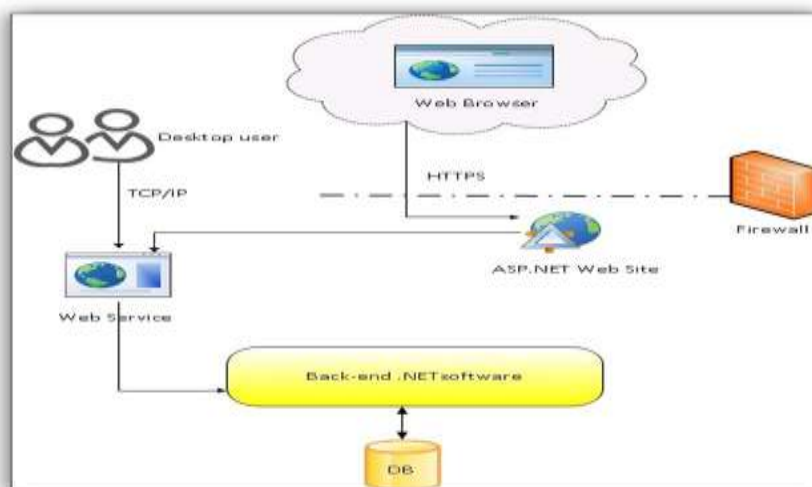 Web Browser
Desktop user
HTTPS
TCP/IP
Firewall
ASP.NET Web Site
Web Service
Back-end .NETsoftware
DB